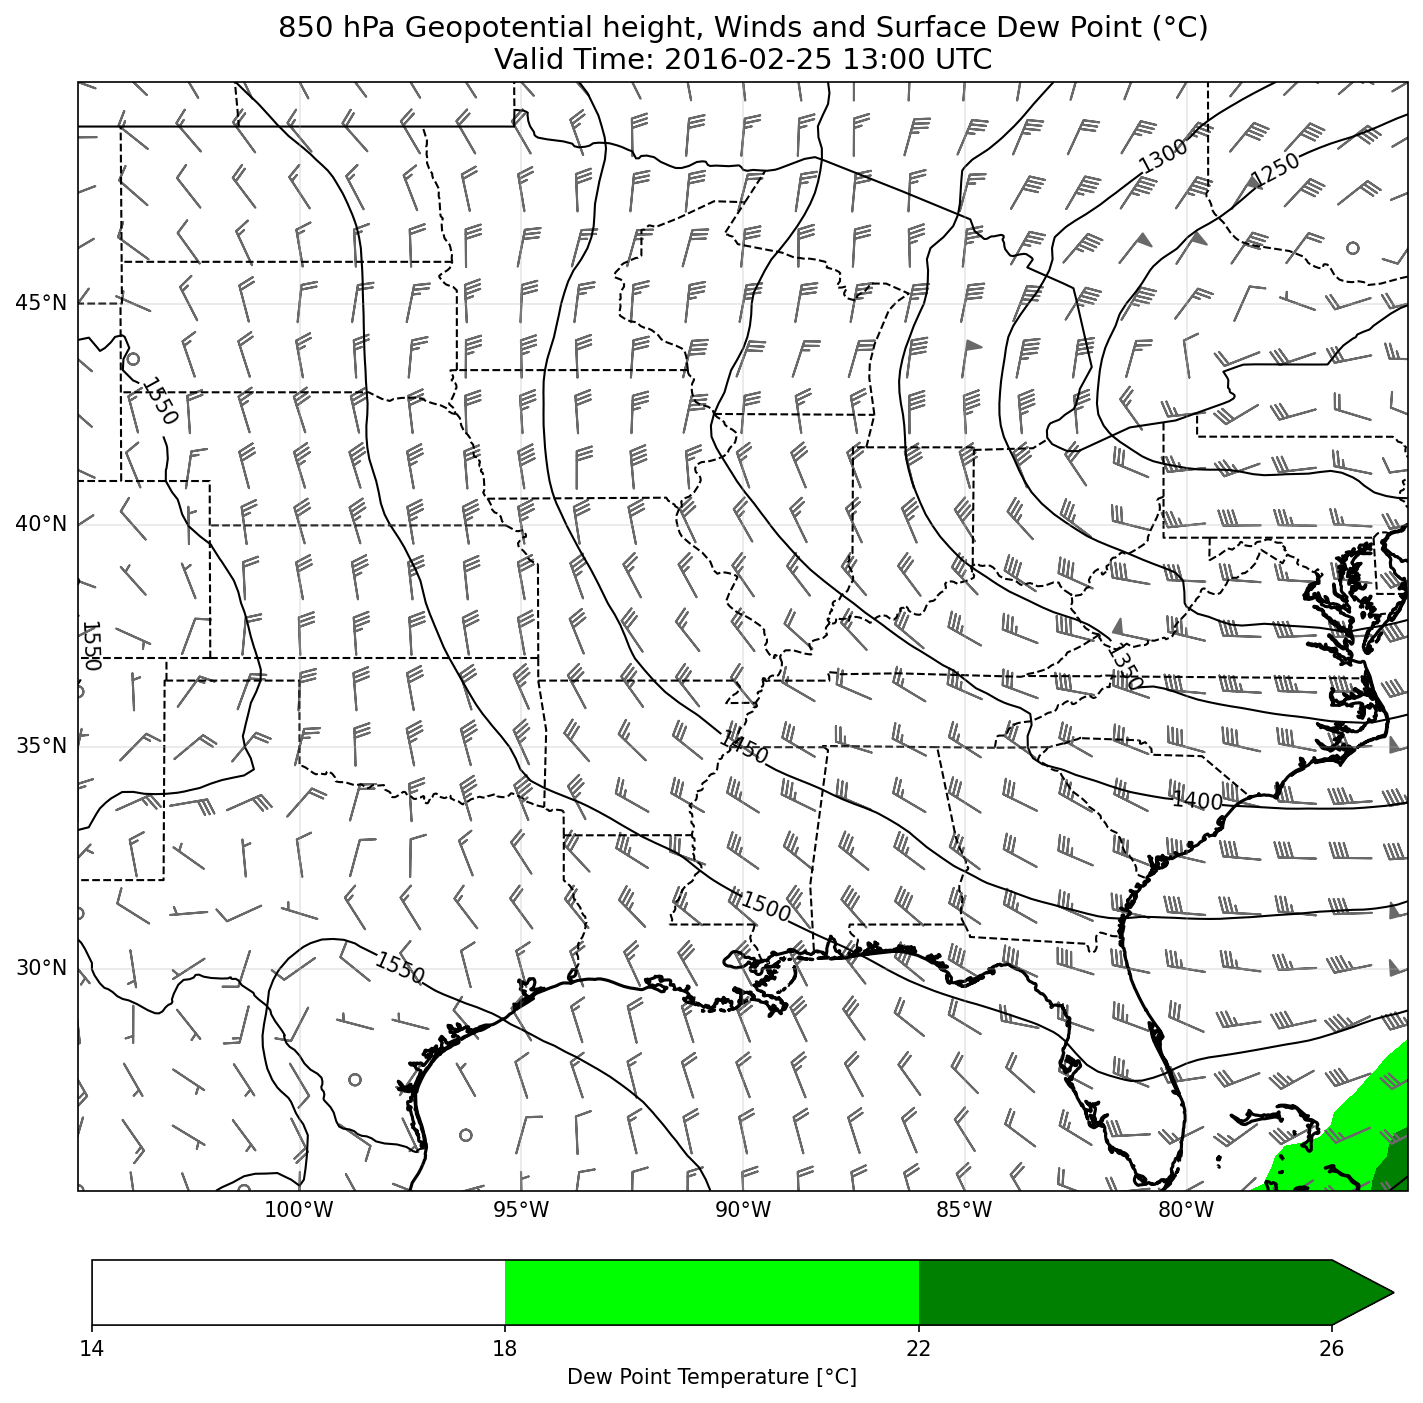 850 hPa Geopotential height, Winds and Surface Dew Point (°C)
Valid Time: 2016-02-25 13:00 UTC
1300
1250
45°N
1550
40°N
1550
1350
35°N
1450
1400
1500
1550
30°N
100°W
95°W
90°W
85°W
80°W
14
18
22
26
Dew Point Temperature [°C]